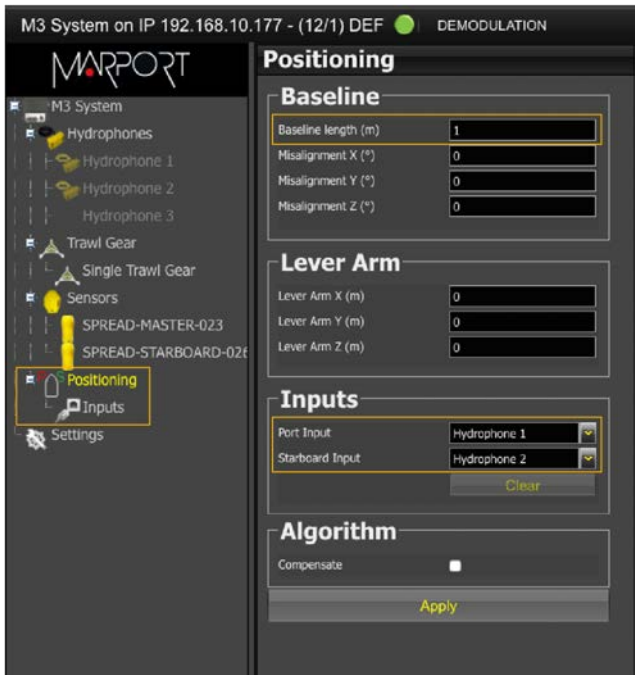 M3 System on IP 192.168.10.177 - (12/1) DEF DEMODULATION
MARPORT
M3 System
Hydrophones
Hydrophone 1
Hydrophone 2
Hydrophone 3
Trawl Gear
Single Trawl Gear
Sensors
SPREAD-MASTER-023
SPREAD-STARBOARD-026
Positioning
Inputs
Settings
Positioning
Baseline
Baseline length (m) 1
Misalignment X (°) 0
Misalignment Y (°) 0
Misalignment Z (°) 0
Lever Arm
Lever Arm X (m) 0
Lever Arm Y (m) 0
Lever Arm Z (m) 0
Inputs
Port Input Hydrophone 1
Starboard Input Hydrophone 2
Clear
Algorithm
Compensate
Apply